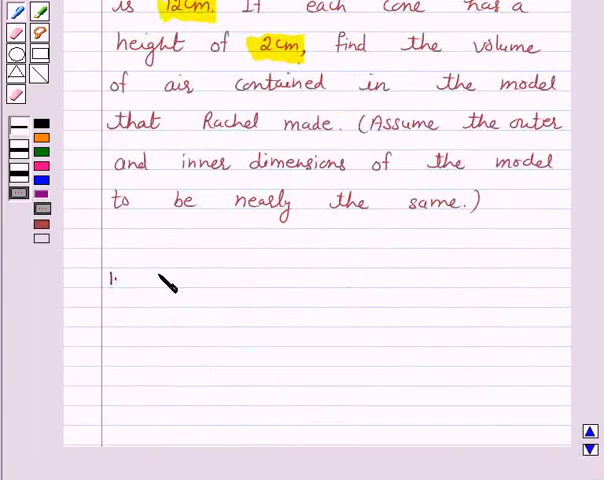 is 12cm. If each cone has a
height of 2cm, find the volume
of air contained in the model
that Rachel made. (Assume the outer
and inner dimensions of the model
to be nearly the same.)
1.